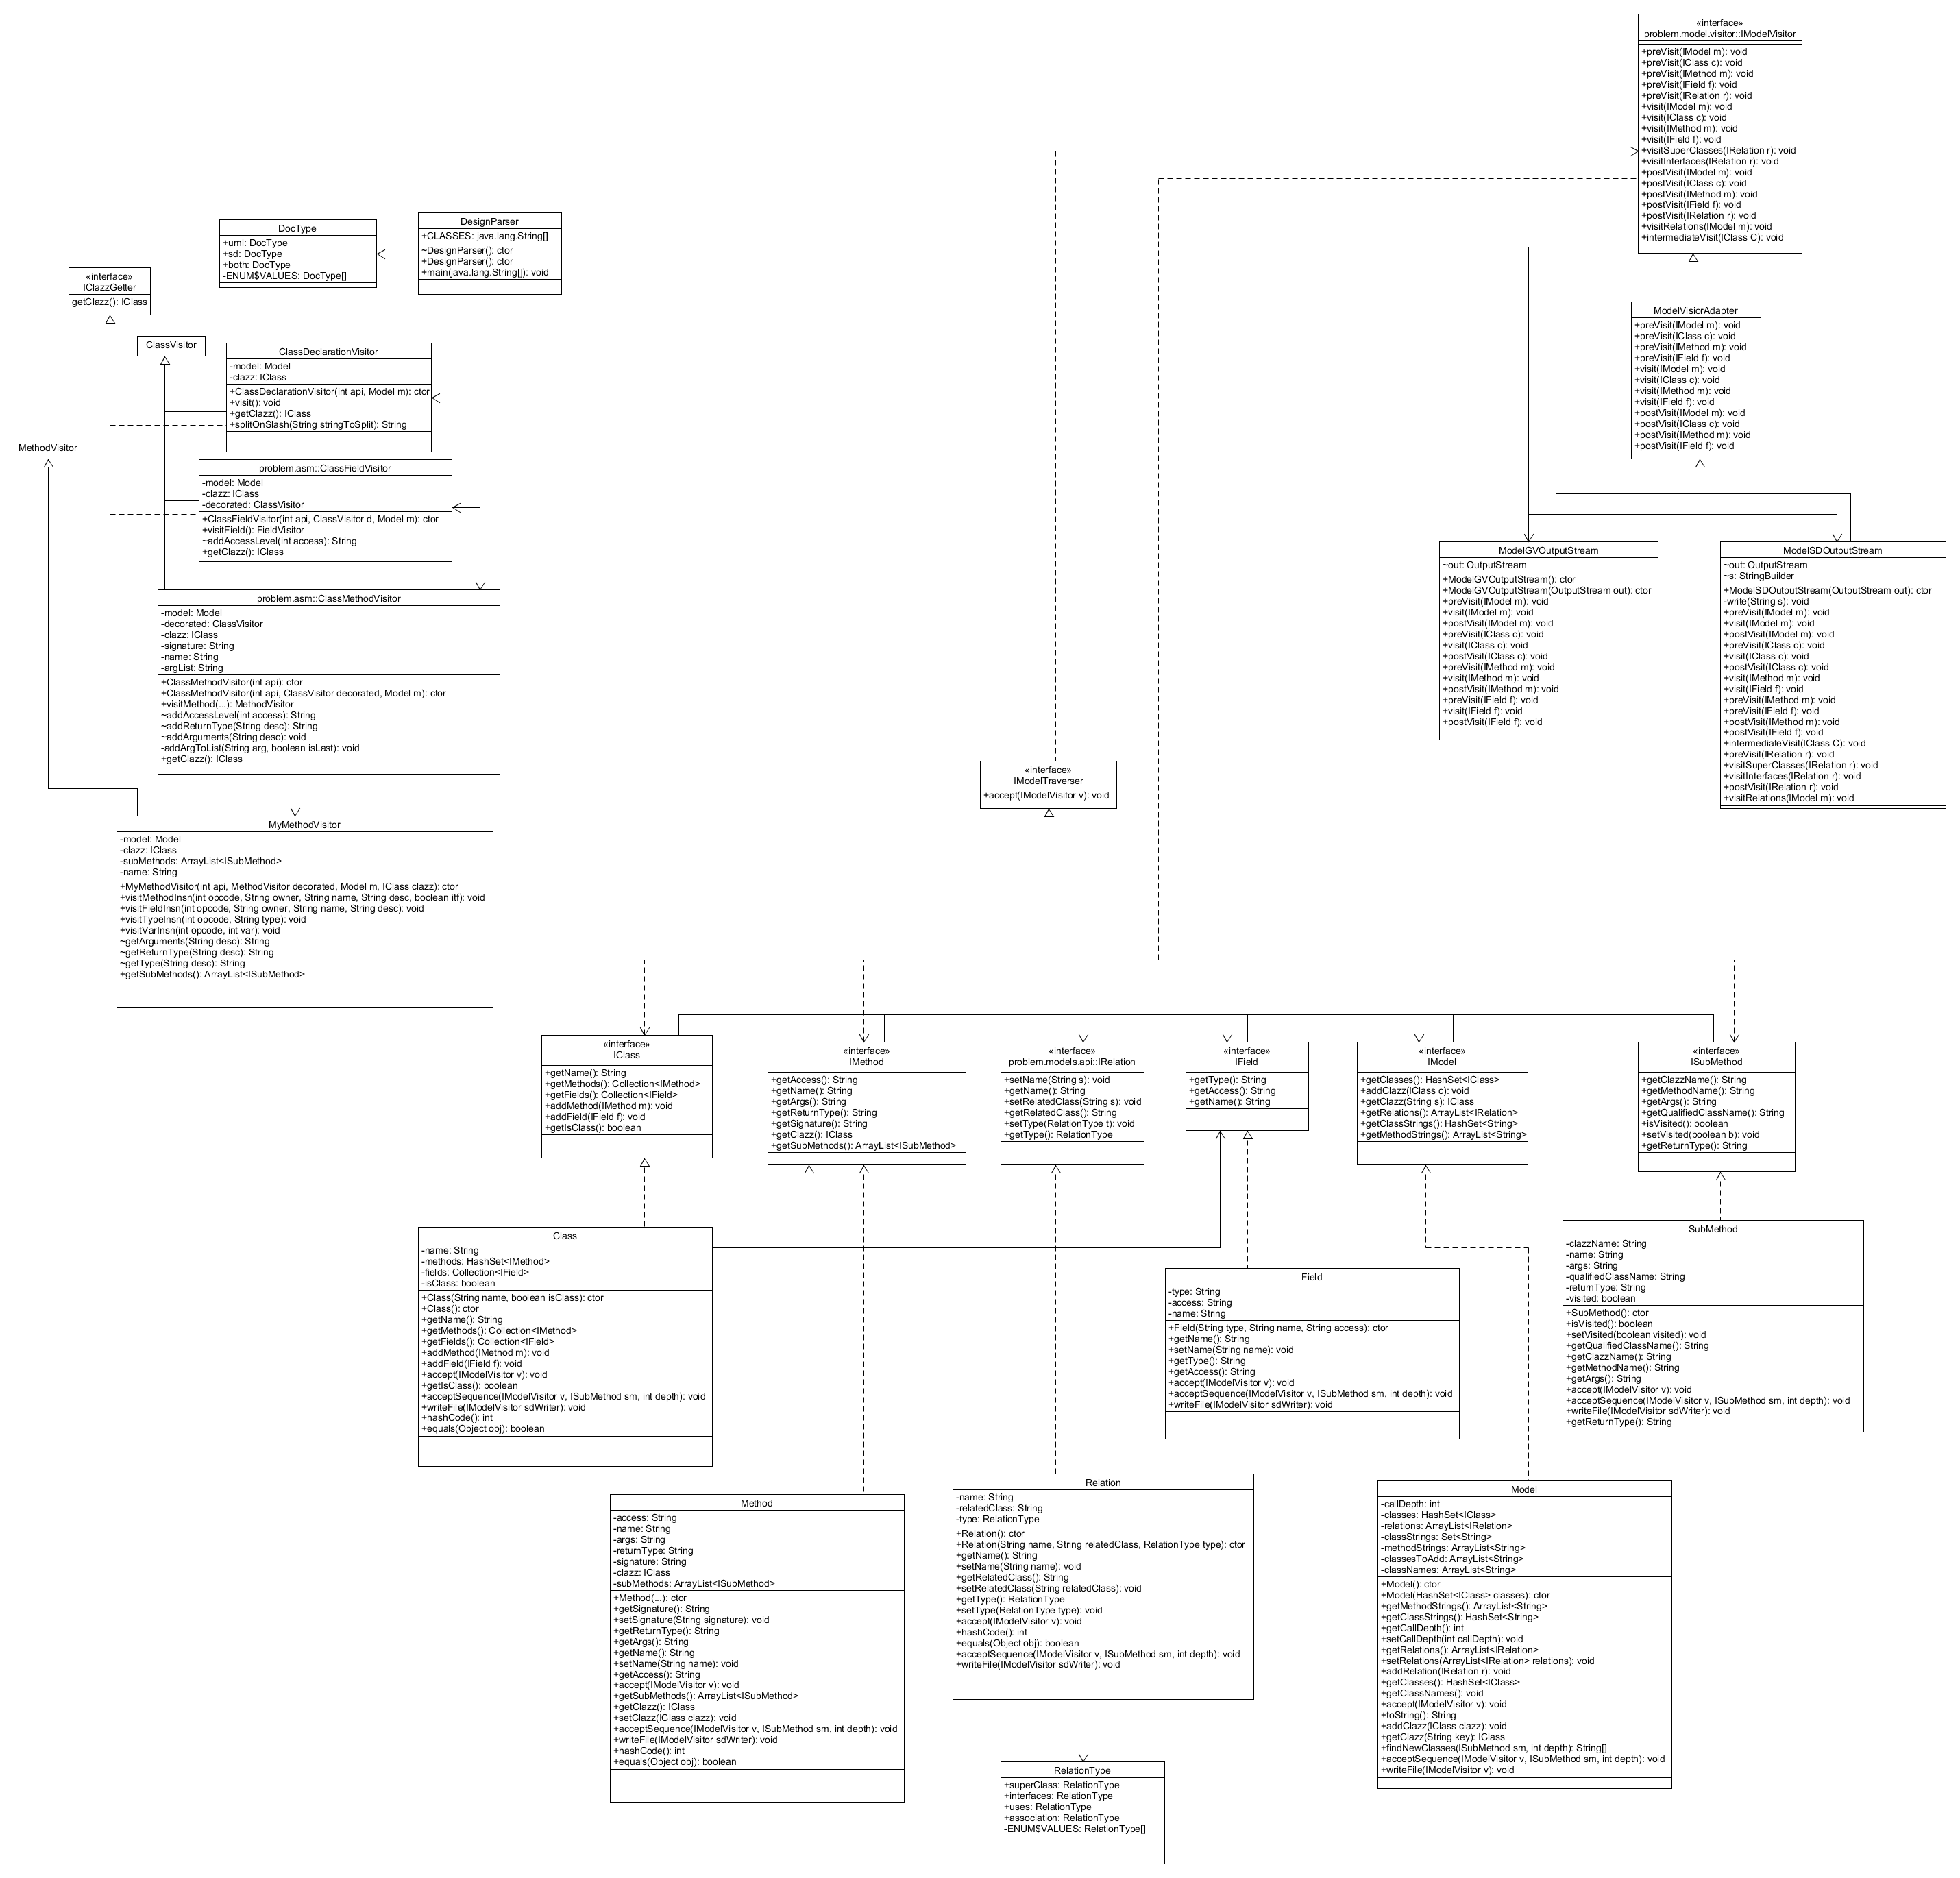 «interface»
problem.model.visitor::IModelVisitor
+preVisit(IModel m): void
+preVisit(IClass c): void
+preVisit(IMethod m): void
+preVisit(IField f): void
+preVisit(IRelation r): void
+visit(IModel m): void
+visit(IClass c): void
+visit(IMethod m): void
+visit(IField f): void
+visitSuperClasses(IRelation r): void
+visitInterfaces(IRelation r): void
+postVisit(IModel m): void
+postVisit(IClass c): void
+postVisit(IMethod m): void
+postVisit(IField f): void
+postVisit(IRelation r): void
+visitRelations(IModel m): void
+intermediateVisit(IClass C): void
DocType
+uml: DocType
+sd: DocType
+both: DocType
-ENUM$VALUES: DocType[]
DesignParser
+CLASSES: java.lang.String[]
~DesignParser(): ctor
+DesignParser(): ctor
+main(java.lang.String[]): void
«interface»
IClazzGetter
getClazz(): IClass
ClassVisitor
ClassDeclarationVisitor
-model: Model
-clazz: IClass
+ClassDeclarationVisitor(int api, Model m): ctor
+visit(): void
+getClazz(): IClass
+splitOnSlash(String stringToSplit): String
MethodVisitor
problem.asm::ClassFieldVisitor
-model: Model
-clazz: IClass
-decorated: ClassVisitor
+ClassFieldVisitor(int api, ClassVisitor d, Model m): ctor
+visitField(): FieldVisitor
~addAccessLevel(int access): String
+getClazz(): IClass
problem.asm::ClassMethodVisitor
-model: Model
-decorated: ClassVisitor
-clazz: IClass
-signature: String
-name: String
-argList: String
+ClassMethodVisitor(int api): ctor
+ClassMethodVisitor(int api, ClassVisitor decorated, Model m): ctor
+visitMethod(...): MethodVisitor
~addAccessLevel(int access): String
~addReturnType(String desc): String
~addArguments(String desc): void
-addArgToList(String arg, boolean isLast): void
+getClazz(): IClass
MyMethodVisitor
-model: Model
-clazz: IClass
-subMethods: ArrayList<ISubMethod>
-name: String
+MyMethodVisitor(int api, MethodVisitor decorated, Model m, IClass clazz): ctor
+visitMethodInsn(int opcode, String owner, String name, String desc, boolean itf): void
+visitFieldInsn(int opcode, String owner, String name, String desc): void
+visitTypeInsn(int opcode, String type): void
+visitVarInsn(int opcode, int var): void
~getArguments(String desc): String
~getReturnType(String desc): String
~getType(String desc): String
+getSubMethods(): ArrayList<ISubMethod>
ModelVisiorAdapter
+preVisit(IModel m): void
+preVisit(IClass c): void
+preVisit(IMethod m): void
+preVisit(IField f): void
+visit(IModel m): void
+visit(IClass c): void
+visit(IMethod m): void
+visit(IField f): void
+postVisit(IModel m): void
+postVisit(IClass c): void
+postVisit(IMethod m): void
+postVisit(IField f): void
ModelGVOutputStream
~out: OutputStream
+ModelGVOutputStream(): ctor
+ModelGVOutputStream(OutputStream out): ctor
+preVisit(IModel m): void
+visit(IModel m): void
+postVisit(IModel m): void
+preVisit(IClass c): void
+visit(IClass c): void
+postVisit(IClass c): void
+preVisit(IMethod m): void
+visit(IMethod m): void
+postVisit(IMethod m): void
+preVisit(IField f): void
+visit(IField f): void
+postVisit(IField f): void
ModelSDOutputStream
~out: OutputStream
~s: StringBuilder
+ModelSDOutputStream(OutputStream out): ctor
-write(String s): void
+preVisit(IModel m): void
+visit(IModel m): void
+postVisit(IModel m): void
+preVisit(IClass c): void
+visit(IClass c): void
+postVisit(IClass c): void
+visit(IMethod m): void
+visit(IField f): void
+preVisit(IMethod m): void
+preVisit(IField f): void
+postVisit(IMethod m): void
+postVisit(IField f): void
+intermediateVisit(IClass C): void
+preVisit(IRelation r): void
+visitSuperClasses(IRelation r): void
+visitInterfaces(IRelation r): void
+postVisit(IRelation r): void
+visitRelations(IModel m): void
«interface»
IModelTraverser
+accept(IModelVisitor v): void
«interface»
IClass
+getName(): String
+getMethods(): Collection<IMethod>
+getFields(): Collection<IField>
+addMethod(IMethod m): void
+addField(IField f): void
+getIsClass(): boolean
«interface»
IMethod
+getAccess(): String
+getName(): String
+getArgs(): String
+getReturnType(): String
+getSignature(): String
+getClazz(): IClass
+getSubMethods(): ArrayList<ISubMethod>
«interface»
problem.models.api::IRelation
+setName(String s): void
+getName(): String
+setRelatedClass(String s): void
+getRelatedClass(): String
+setType(RelationType t): void
+getType(): RelationType
«interface»
IField
+getType(): String
+getAccess(): String
+getName(): String
«interface»
IModel
+getClasses(): HashSet<IClass>
+addClazz(IClass c): void
+getClazz(String s): IClass
+getRelations(): ArrayList<IRelation>
+getClassStrings(): HashSet<String>
+getMethodStrings(): ArrayList<String>
«interface»
ISubMethod
+getClazzName(): String
+getMethodName(): String
+getArgs(): String
+getQualifiedClassName(): String
+isVisited(): boolean
+setVisited(boolean b): void
+getReturnType(): String
Class
-name: String
-methods: HashSet<IMethod>
-fields: Collection<IField>
-isClass: boolean
+Class(String name, boolean isClass): ctor
+Class(): ctor
+getName(): String
+getMethods(): Collection<IMethod>
+getFields(): Collection<IField>
+addMethod(IMethod m): void
+addField(IField f): void
+accept(IModelVisitor v): void
+getIsClass(): boolean
+acceptSequence(IModelVisitor v, ISubMethod sm, int depth): void
+writeFile(IModelVisitor sdWriter): void
+hashCode(): int
+equals(Object obj): boolean
Field
-type: String
-access: String
-name: String
+Field(String type, String name, String access): ctor
+getName(): String
+setName(String name): void
+getType(): String
+getAccess(): String
+accept(IModelVisitor v): void
+acceptSequence(IModelVisitor v, ISubMethod sm, int depth): void
+writeFile(IModelVisitor sdWriter): void
SubMethod
-clazzName: String
-name: String
-args: String
-qualifiedClassName: String
-returnType: String
-visited: boolean
+SubMethod(): ctor
+isVisited(): boolean
+setVisited(boolean visited): void
+getQualifiedClassName(): String
+getClazzName(): String
+getMethodName(): String
+getArgs(): String
+accept(IModelVisitor v): void
+acceptSequence(IModelVisitor v, ISubMethod sm, int depth): void
+writeFile(IModelVisitor sdWriter): void
+getReturnType(): String
Method
-access: String
-name: String
-args: String
-returnType: String
-signature: String
-clazz: IClass
-subMethods: ArrayList<ISubMethod>
+Method(...): ctor
+getSignature(): String
+setSignature(String signature): void
+getReturnType(): String
+getArgs(): String
+getName(): String
+setName(String name): void
+getAccess(): String
+accept(IModelVisitor v): void
+getSubMethods(): ArrayList<ISubMethod>
+getClazz(): IClass
+setClazz(IClass clazz): void
+acceptSequence(IModelVisitor v, ISubMethod sm, int depth): void
+writeFile(IModelVisitor sdWriter): void
+hashCode(): int
+equals(Object obj): boolean
Relation
-name: String
-relatedClass: String
-type: RelationType
+Relation(): ctor
+Relation(String name, String relatedClass, RelationType type): ctor
+getName(): String
+setName(String name): void
+getRelatedClass(): String
+setRelatedClass(String relatedClass): void
+getType(): RelationType
+setType(RelationType type): void
+accept(IModelVisitor v): void
+hashCode(): int
+equals(Object obj): boolean
+acceptSequence(IModelVisitor v, ISubMethod sm, int depth): void
+writeFile(IModelVisitor sdWriter): void
Model
-callDepth: int
-classes: HashSet<IClass>
-relations: ArrayList<IRelation>
-classStrings: Set<String>
-methodStrings: ArrayList<String>
-classesToAdd: ArrayList<String>
-classNames: ArrayList<String>
+Model(): ctor
+Model(HashSet<IClass> classes): ctor
+getMethodStrings(): ArrayList<String>
+getClassStrings(): HashSet<String>
+getCallDepth(): int
+setCallDepth(int callDepth): void
+getRelations(): ArrayList<IRelation>
+setRelations(ArrayList<IRelation> relations): void
+addRelation(IRelation r): void
+getClasses(): HashSet<IClass>
+getClassNames(): void
+accept(IModelVisitor v): void
+toString(): String
+addClazz(IClass clazz): void
+getClazz(String key): IClass
+findNewClasses(ISubMethod sm, int depth): String[]
+acceptSequence(IModelVisitor v, ISubMethod sm, int depth): void
+writeFile(IModelVisitor v): void
RelationType
+superClass: RelationType
+interfaces: RelationType
+uses: RelationType
+association: RelationType
-ENUM$VALUES: RelationType[]